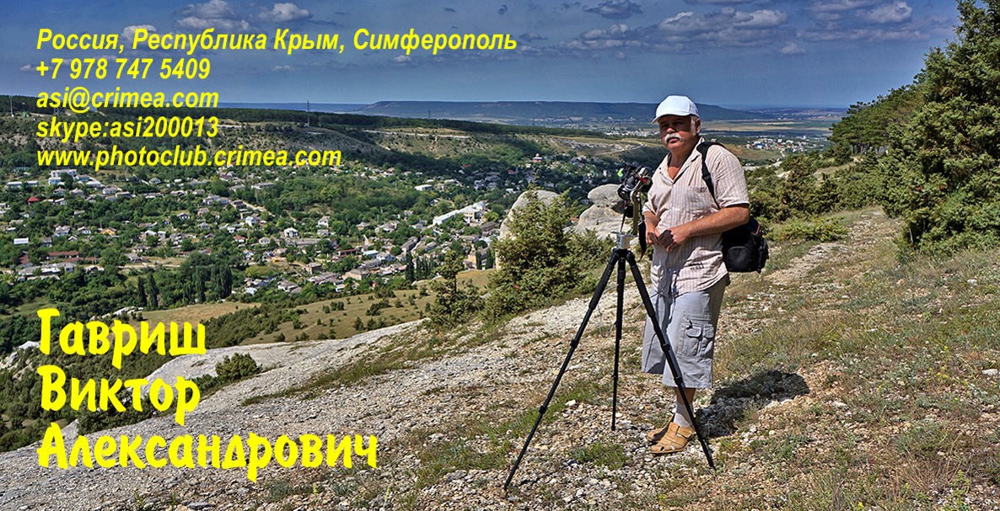 Россия, Республика Крым, Симферополь
+7 978 747 5409
asi@crimea.com
skype:asi200013
www.photoclub.crimea.com
Гавриш
Виктор
Александрович